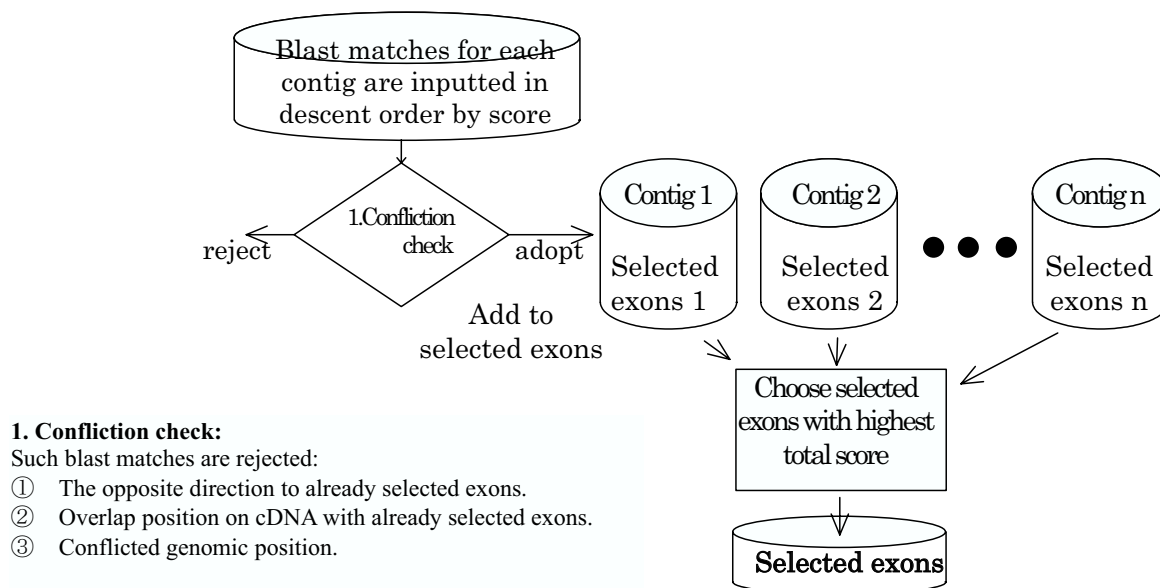 Blast matches for each
contig are inputted in
descent order by score
1.Confliction
check
reject
adopt
Add to
selected exons
Contig 1
Selected
exons 1
Contig 2
Selected
exons 2
Contig n
Selected
exons n
Choose selected
exons with highest
total score
Selected exons
1. Confliction check:
Such blast matches are rejected:
① The opposite direction to already selected exons.
② Overlap position on cDNA with already selected exons.
③ Conflicted genomic position.